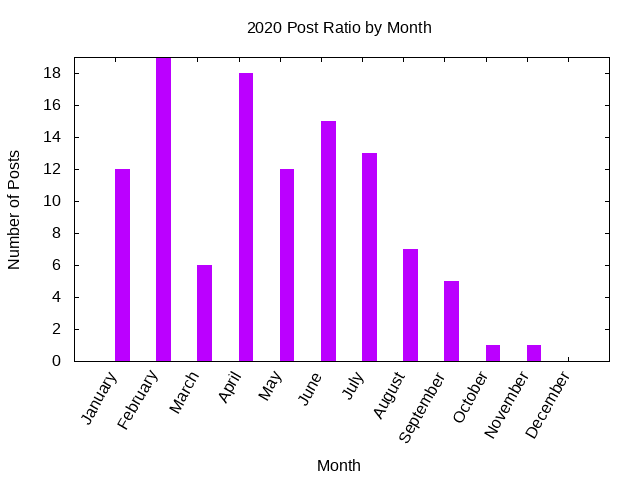 2020 Post Ratio by Month
Number of Posts
18
16
14
12
10
8
6
4
2
0
January
February
March
April
May
June
July
August
September
October
November
December
Month